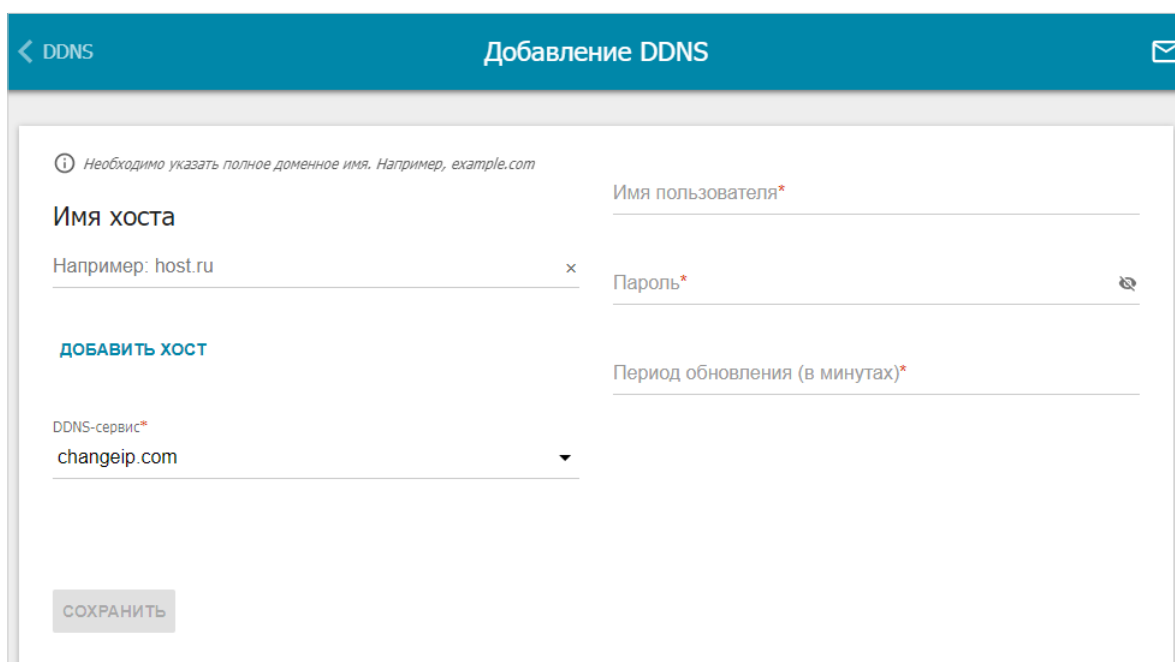 DDNS
Добавление DDNS
Необходимо указать полное доменное имя. Например, example.com
Имя хоста
Например: host.ru
ДОБАВИТЬ ХОСТ
DDNS-сервис*
changeip.com
Имя пользователя*
Пароль*
Период обновления (в минутах)*
СОХРАНИТЬ